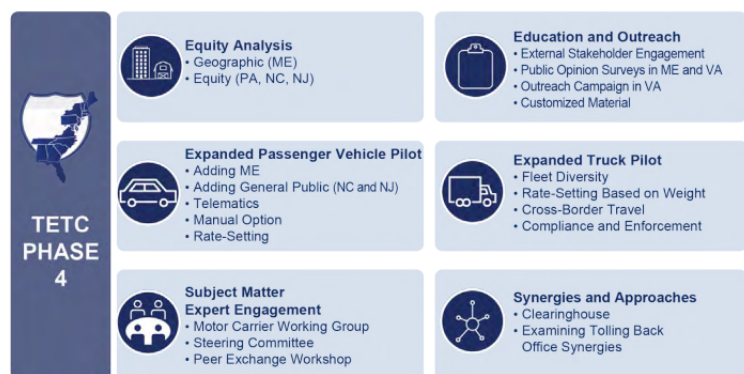 TETC
PHASE
4
Equity Analysis
• Geographic (ME)
• Equity (PA, NC, NJ)
Education and Outreach
• External Stakeholder Engagement
• Public Opinion Surveys in ME and VA
• Outreach Campaign in VA
• Customized Material
Expanded Passenger Vehicle Pilot
• Adding ME
• Adding General Public (NC and NJ)
• Telematics
• Manual Option
• Rate-Setting
Expanded Truck Pilot
• Fleet Diversity
• Rate-Setting Based on Weight
• Cross-Border Travel
• Compliance and Enforcement
Subject Matter
Expert Engagement
• Motor Carrier Working Group
• Steering Committee
• Peer Exchange Workshop
Synergies and Approaches
• Clearinghouse
• Examining Tolling Back
Office Synergies